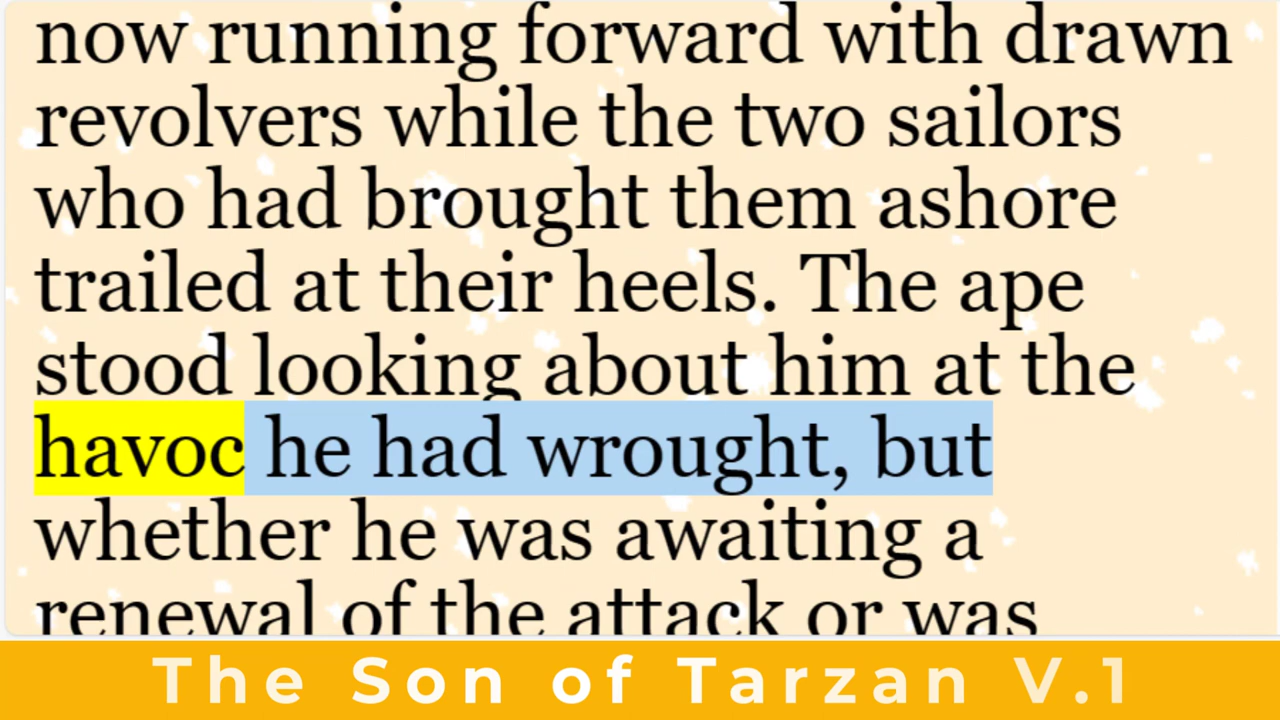 now running forward with drawn
revolvers while the two sailors
who had brought them ashore
trailed at their heels. The ape
stood looking about him at the
havoc he had wrought, but
whether he was awaiting a
renewal of the attack or was
The Son of Tarzan V.1